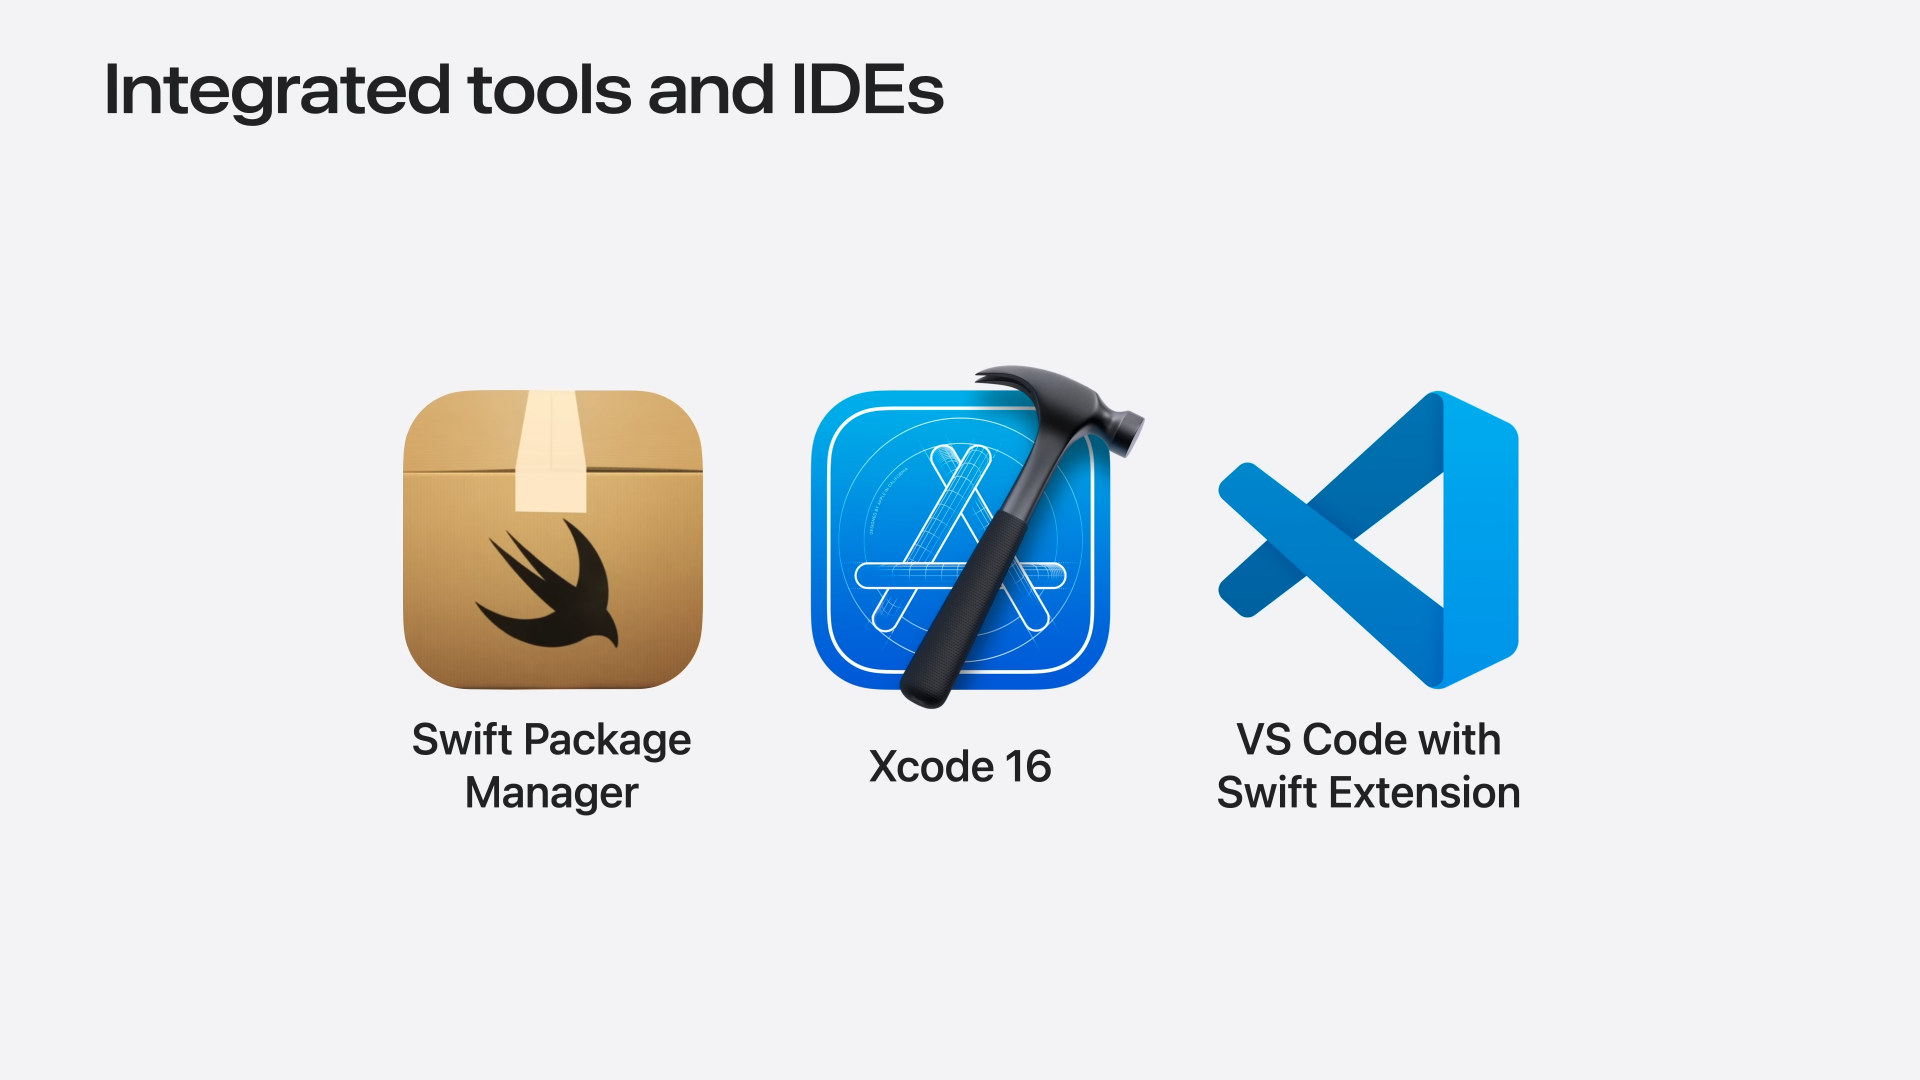 Integrated tools and IDEs
Swift Package
Manager
Xcode 16
VS Code with
Swift Extension